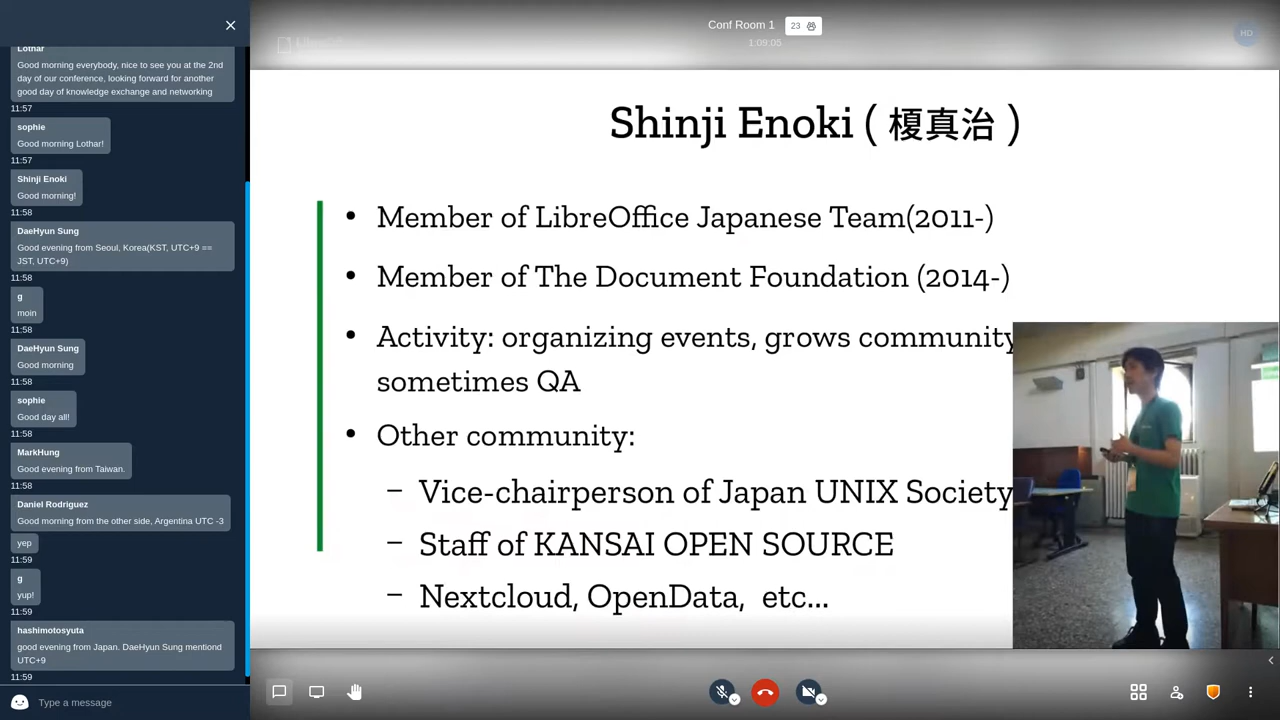 Lothar
Good morning everybody, nice to see you at the 2nd
day of our conference, looking forward for another
good day of knowledge exchange and networking
11:57
sophie
Good morning Lothar!
11:57
Shinji Enoki
Good morning!
11:58
DaeHyun Sung
Good evening from Seoul, Korea(KST, UTC+9 ==
JST, UTC+9)
11:58
g
moin
11:58
DaeHyun Sung
Good morning
11:58
sophie
Good day all!
11:58
MarkHung
Good evening from Taiwan.
11:58
Daniel Rodriguez
Good morning from the other side, Argentina UTC -3
yep
11:59
g
yup!
11:59
hashimotosyuta
good evening from Japan. DaeHyun Sung mentiond
UTC+9
11:59
Type a message
Conf Room 1
23
1:09:05
HD
Shinji Enoki ( 榎真治 )
• Member of LibreOffice Japanese Team(2011-)
• Member of The Document Foundation (2014-)
• Activity: organizing events, grows community
sometimes QA
• Other community:
– Vice-chairperson of Japan UNIX Society
– Staff of KANSAI OPEN SOURCE
– Nextcloud, OpenData, etc...